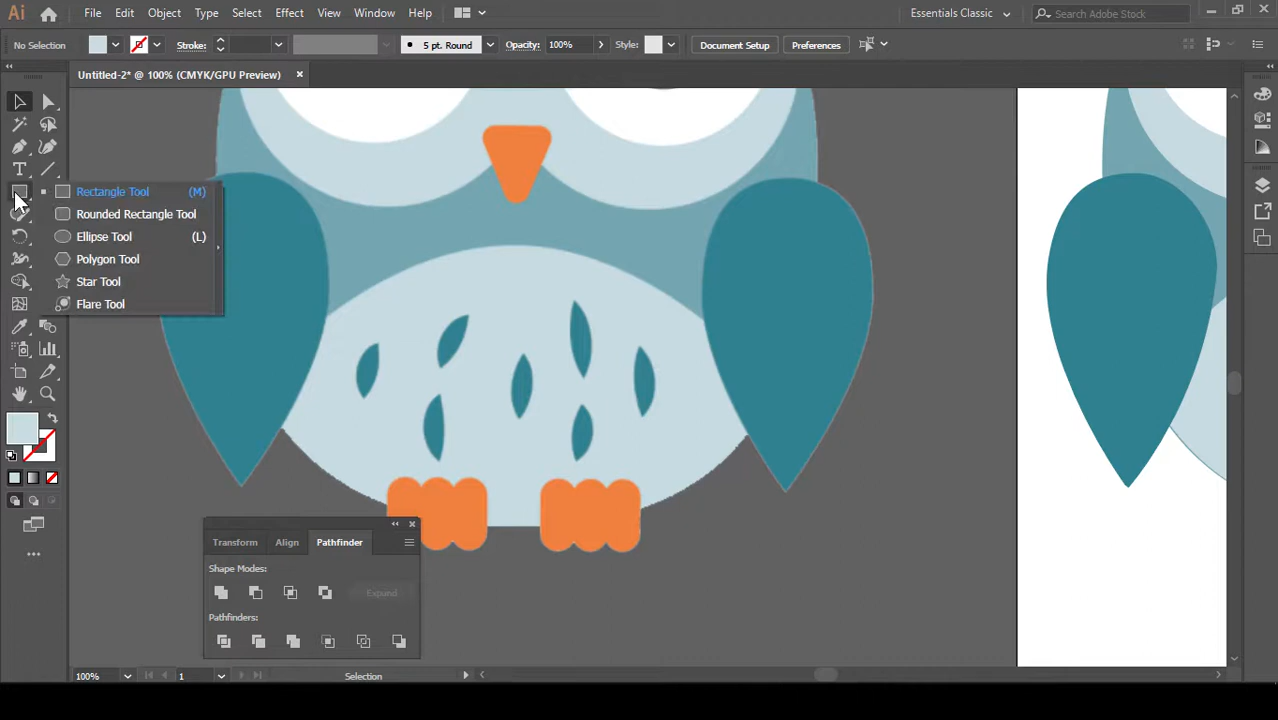 Ai File Edit Object Type Select Effect View Window Help Essentials Classic Search Adobe Stock
No Selection Stroke: 5 pt. Round Opacity: 100% Style: Document Setup Preferences
Untitled-2* @ 100% (CMYK/GPU Preview)
Rectangle Tool (M)
Rounded Rectangle Tool
Ellipse Tool (L)
Polygon Tool
Star Tool
Flare Tool
Transform Align Pathfinder
Shape Modes:
Expand
Pathfinders:
100% 1 Selection